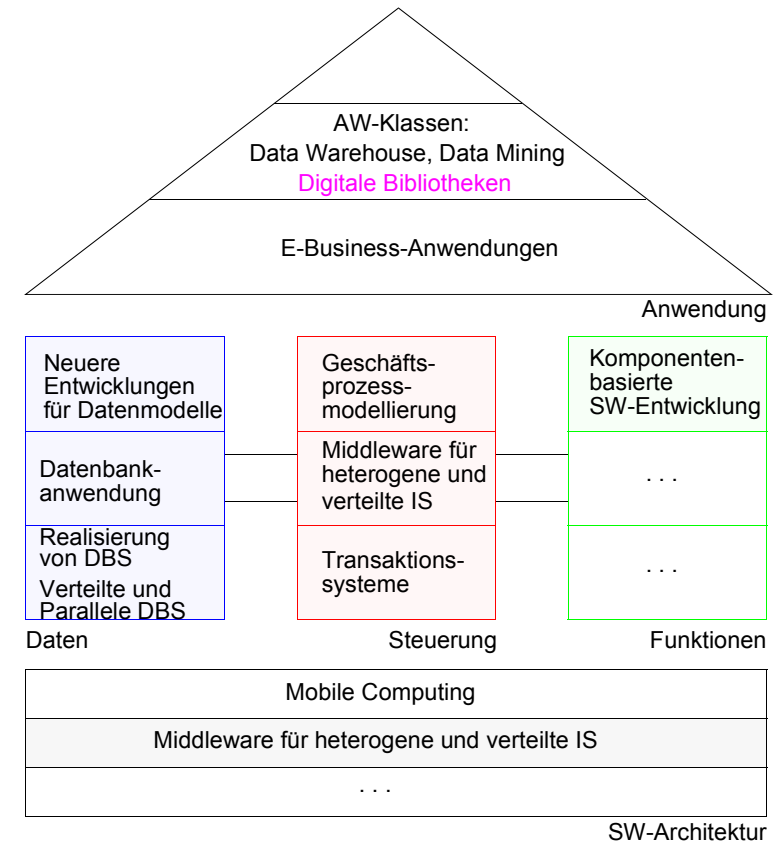 AW-Klassen:
Data Warehouse, Data Mining
Digitale Bibliotheken
E-Business-Anwendungen
Anwendung
Neuere
Entwicklungen
für Datenmodelle
Datenbank-
anwendung
Realisierung
von DBS
Verteilte und
Parallele DBS
Daten
Geschäfts-
prozess-
modellierung
Middleware für
heterogene und
verteilte IS
Transaktions-
systeme
Steuerung
Komponenten-
basierte
SW-Entwicklung
. . .
. . .
Funktionen
Mobile Computing
Middleware für heterogene und verteilte IS
. . .
SW-Architektur